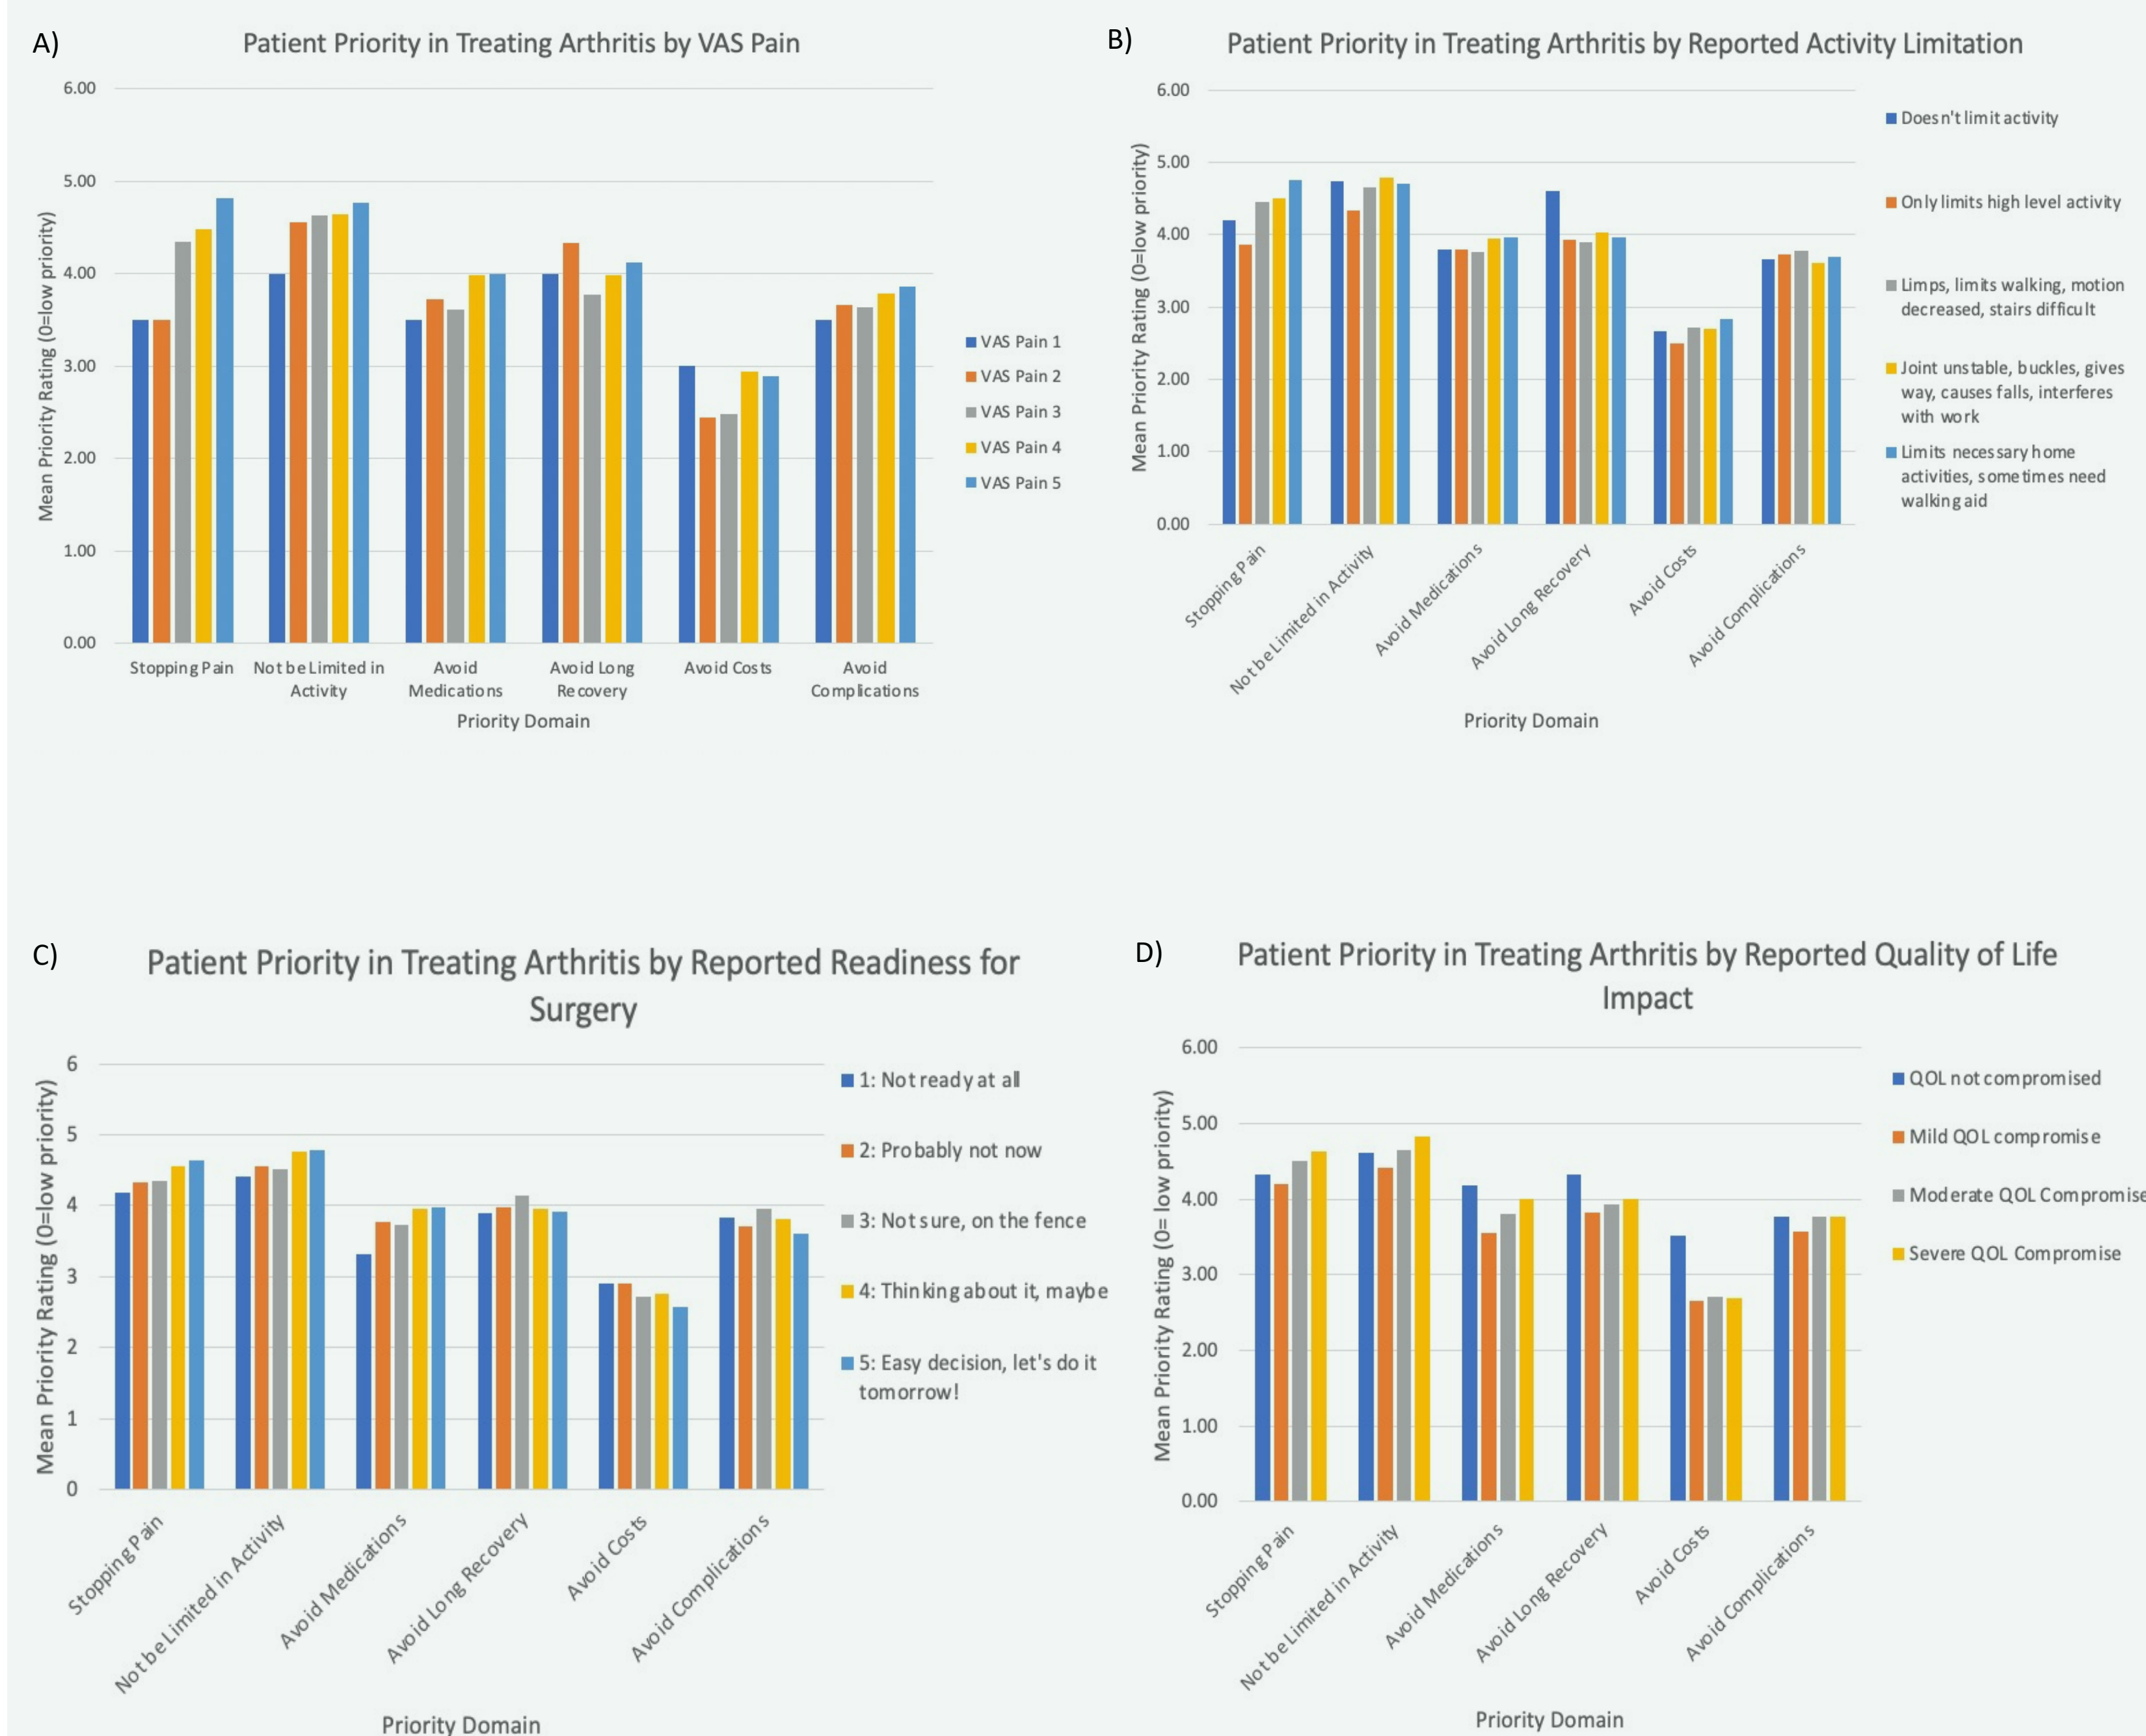 A)
Patient Priority in Treating Arthritis by VAS Pain
Mean Priority Rating (0=low priority)
6.00
5.00
4.00
3.00
2.00
1.00
0.00
Stopping Pain
Not be Limited in
Activity
Avoid
Medications
Avoid Long
Recovery
Avoid Costs
Avoid
Complications
Priority Domain
VAS Pain 1
VAS Pain 2
VAS Pain 3
VAS Pain 4
VAS Pain 5
B)
Patient Priority in Treating Arthritis by Reported Activity Limitation
Mean Priority Rating (0=low priority)
6.00
5.00
4.00
3.00
2.00
1.00
0.00
Stopping Pain
Not be Limited in Activity
Avoid Medications
Avoid Long Recovery
Avoid Costs
Avoid Complications
Priority Domain
Doesn't limit activity
Only limits high level activity
Limps, limits walking, motion
decreased, stairs difficult
Joint unstable, buckles, gives
way, causes falls, interferes
with work
Limits necessary home
activities, sometimes need
walking aid
C)
Patient Priority in Treating Arthritis by Reported Readiness for
Surgery
Mean Priority Rating (0=low priority)
6
5
4
3
2
1
0
Stopping Pain
Not be Limited in Activity
Avoid Medications
Avoid Long Recovery
Avoid Costs
Avoid Complications
Priority Domain
1: Not ready at all
2: Probably not now
3: Not sure, on the fence
4: Thinking about it, maybe
5: Easy decision, let's do it
tomorrow!
D)
Patient Priority in Treating Arthritis by Reported Quality of Life
Impact
Mean Priority Rating (0= low priority)
6.00
5.00
4.00
3.00
2.00
1.00
0.00
Stopping Pain
Not be Limited in Activity
Avoid Medications
Avoid Long Recovery
Avoid Costs
Avoid Complications
Priority Domain
QOL not compromised
Mild QOL compromise
Moderate QOL Compromise
Severe QOL Compromise